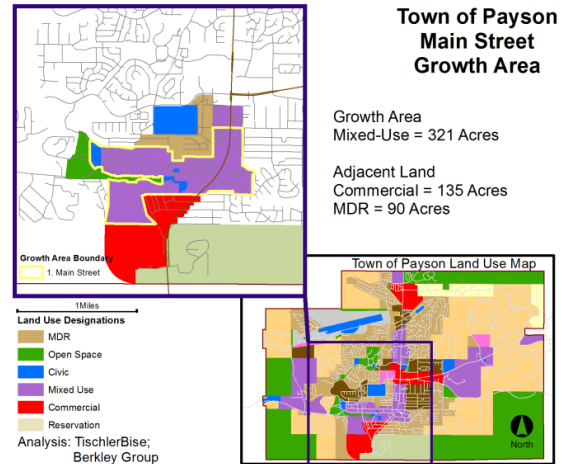 Town of Payson
Main Street
Growth Area
Growth Area
Mixed-Use = 321 Acres
Adjacent Land
Commercial = 135 Acres
MDR = 90 Acres
Growth Area Boundary
1. Main Street
1Miles
Land Use Designations
MDR
Open Space
Civic
Mixed Use
Commercial
Reservation
Analysis: TischlerBise;
Berkley Group
Town of Payson Land Use Map
North